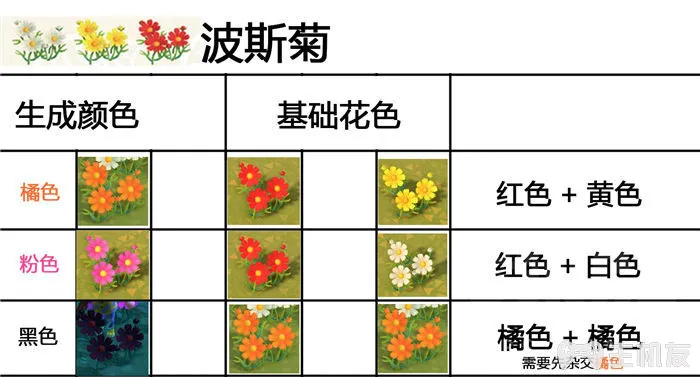 波斯菊
生成颜色 基础花色
橘色 红色 + 黄色
粉色 红色 + 白色
黑色 橘色 + 橘色
需要先杂交橘色